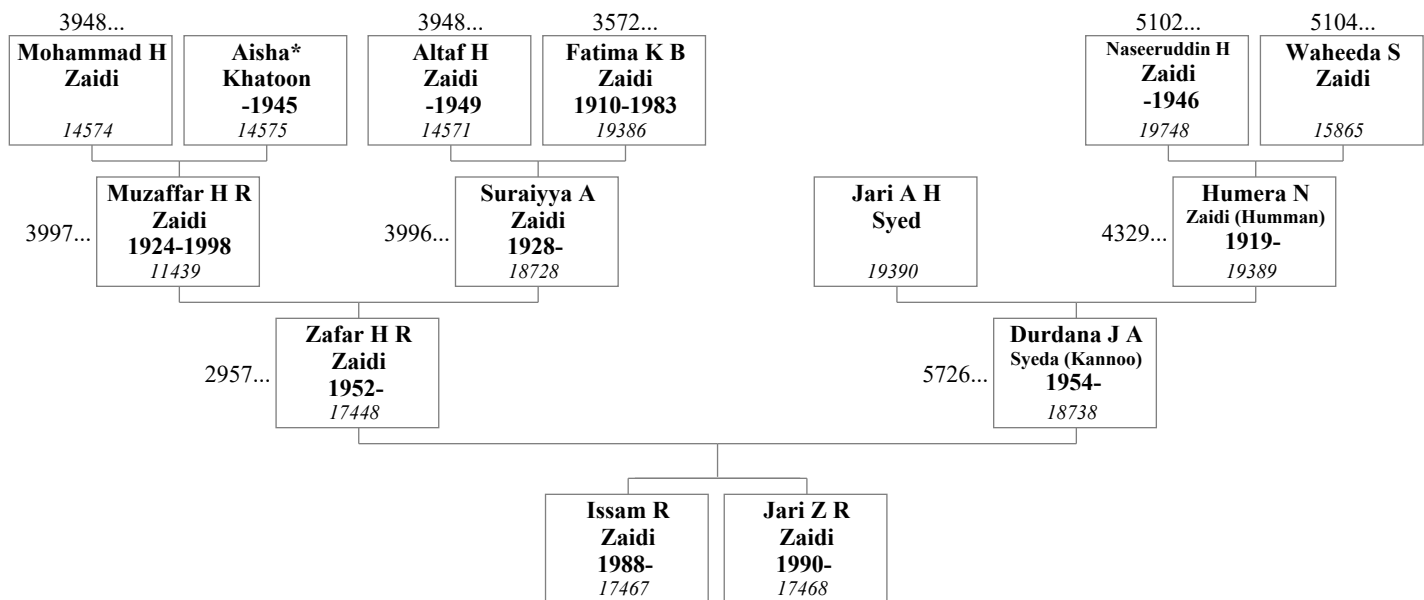 3948...
Mohammad H
Zaidi
14574
Aisha*
Khatoon
-1945
14575
3948...
Altaf H
Zaidi
-1949
14571
3572...
Fatima K B
Zaidi
1910-1983
19386
5102...
Naseeruddin H
Zaidi
-1946
19748
5104...
Waheeda S
Zaidi
15865
3997...
Muzaffar H R
Zaidi
1924-1998
11439
3996...
Suraiyya A
Zaidi
1928-
18728
Jari A H
Syed
19390
4329...
Humera N
Zaidi (Humman)
1919-
19389
2957...
Zafar H R
Zaidi
1952-
17448
5726...
Durdana J A
Syeda (Kannoo)
1954-
18738
Issam R
Zaidi
1988-
17467
Jari Z R
Zaidi
1990-
17468